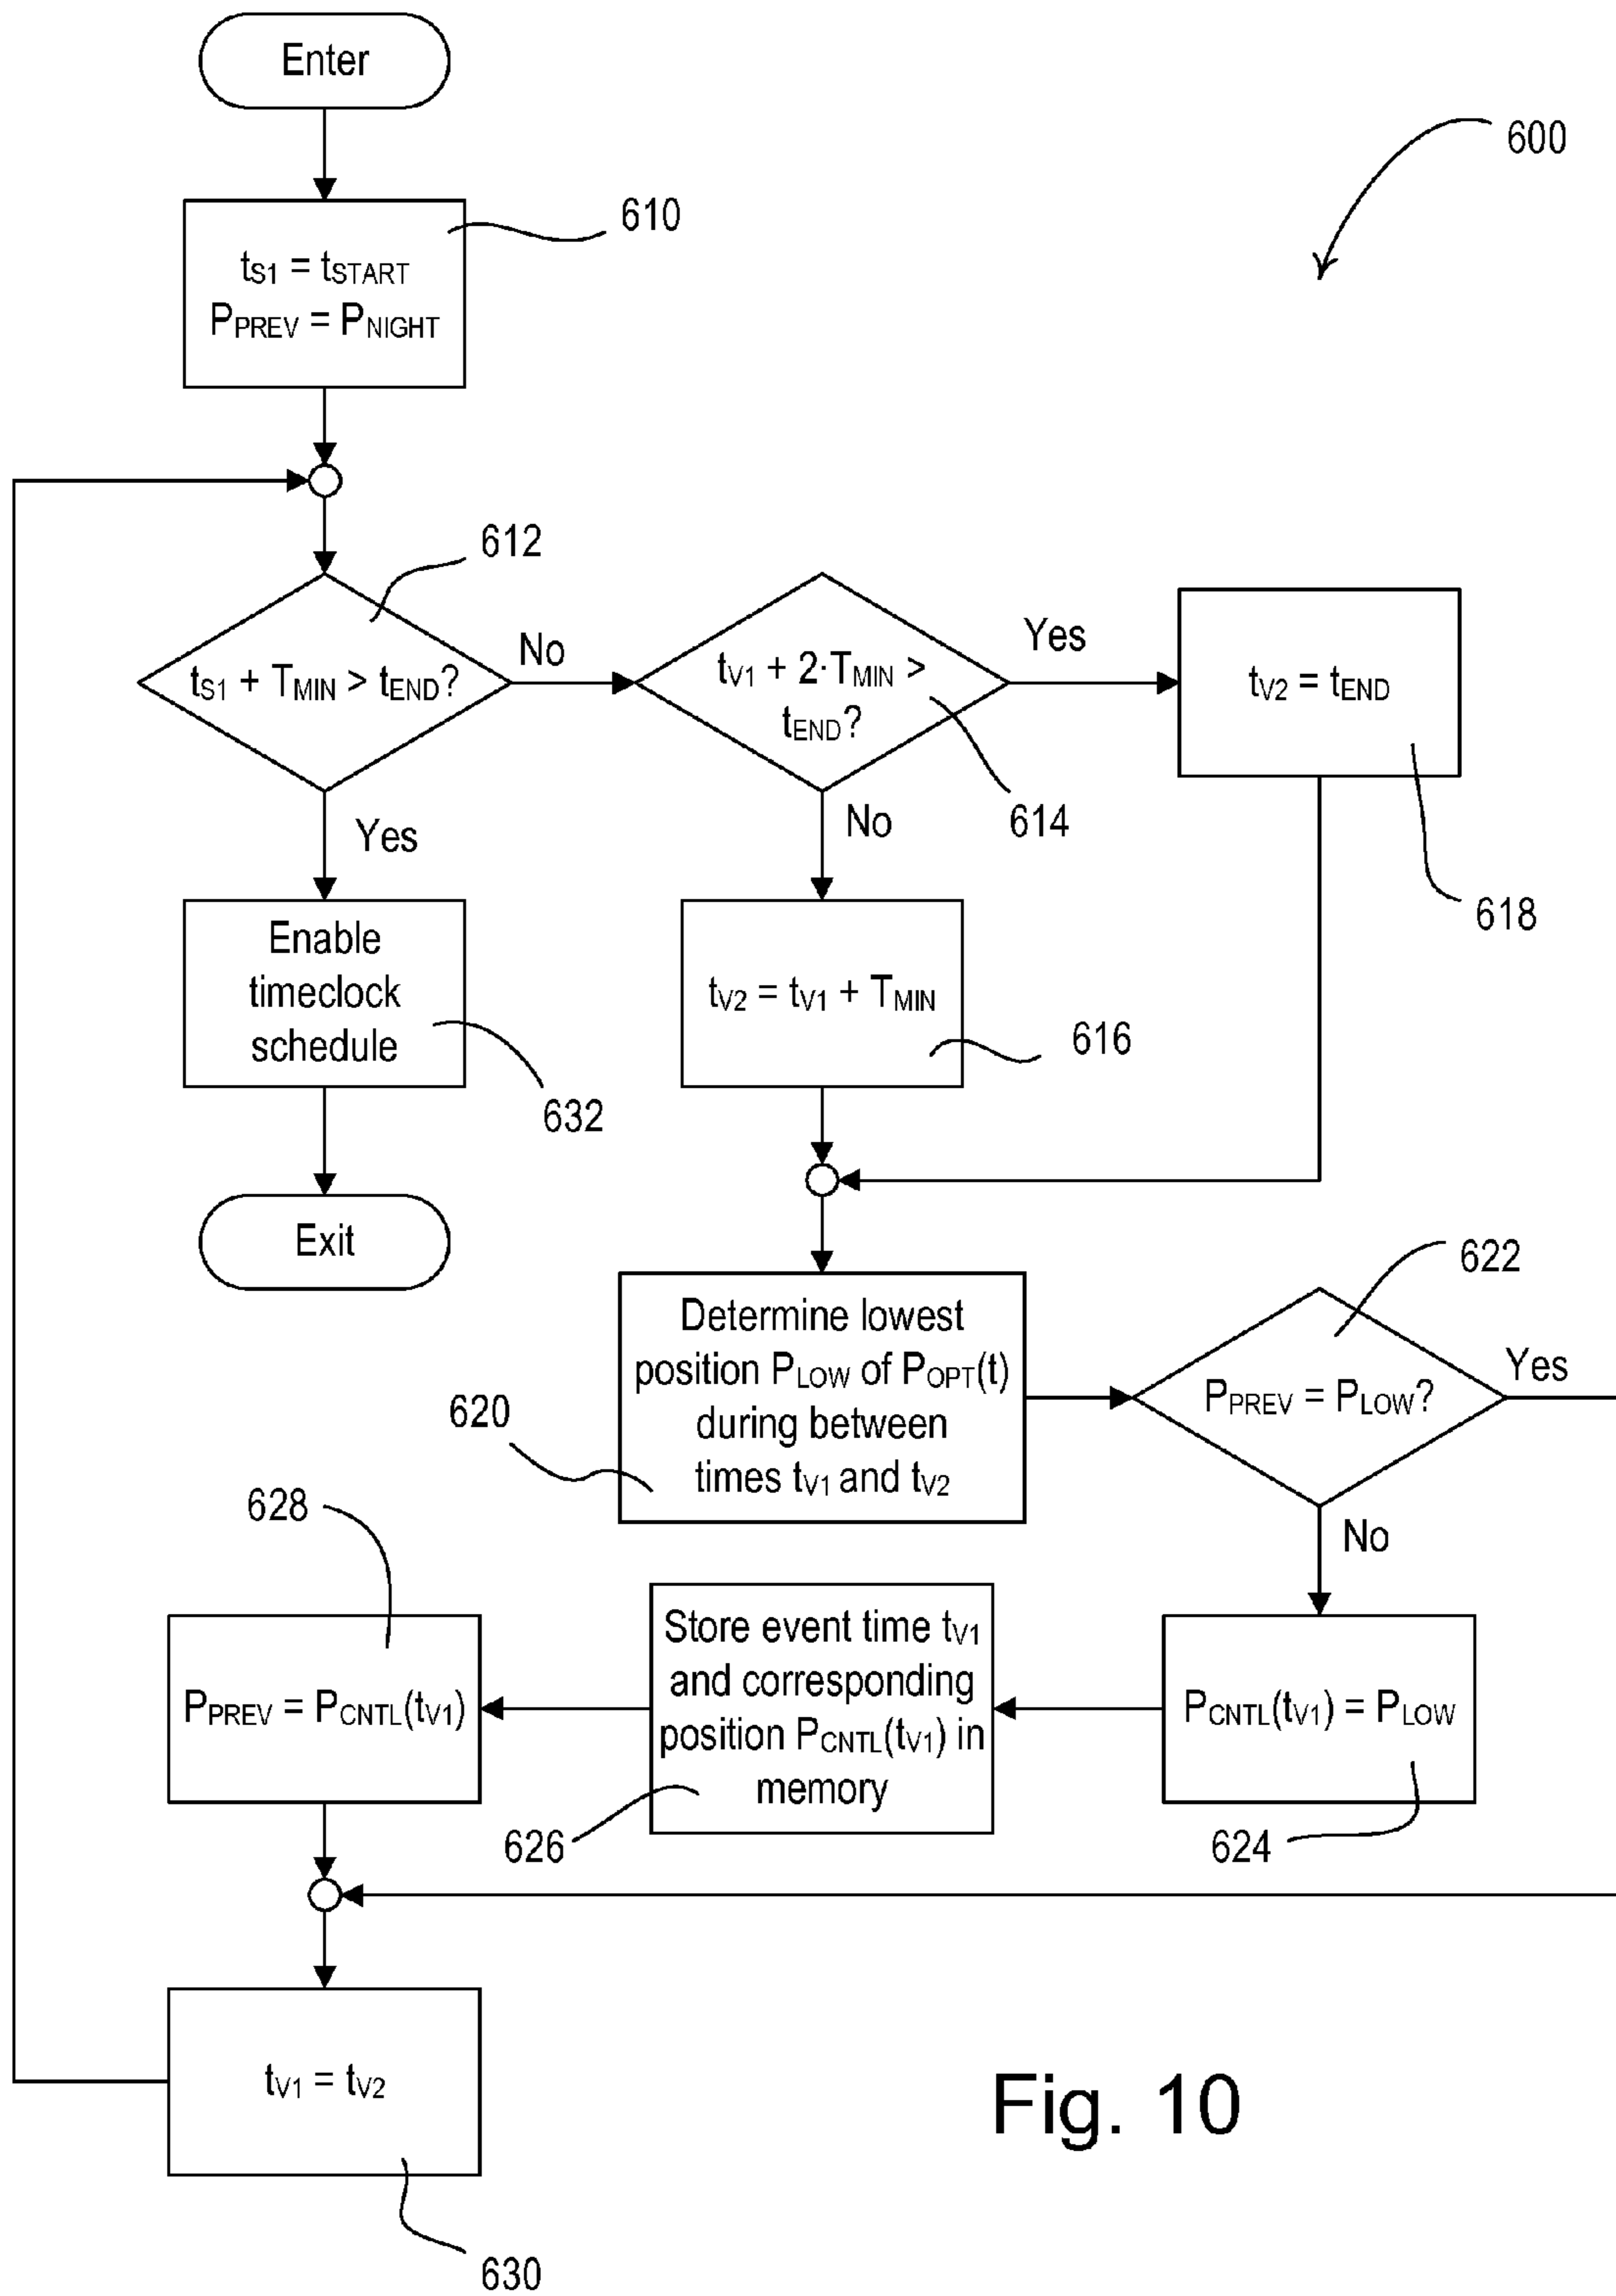 Enter
600
610
tS1 = tSTART
PPREV = PNIGHT
612
tS1 + TMIN > tEND?
No
Yes
tV1 + 2·TMIN >
tEND?
614
Yes
No
tV2 = tEND
618
Enable
timeclock
schedule
632
tV2 = tV1 + TMIN
616
Exit
Determine lowest
position PLOW of POPT(t)
during between
times tV1 and tV2
620
622
PPREV = PLOW?
Yes
No
PCNTL(tV1) = PLOW
624
Store event time tV1
and corresponding
position PCNTL(tV1) in
memory
626
628
PPREV = PCNTL(tV1)
tV1 = tV2
630
Fig. 10